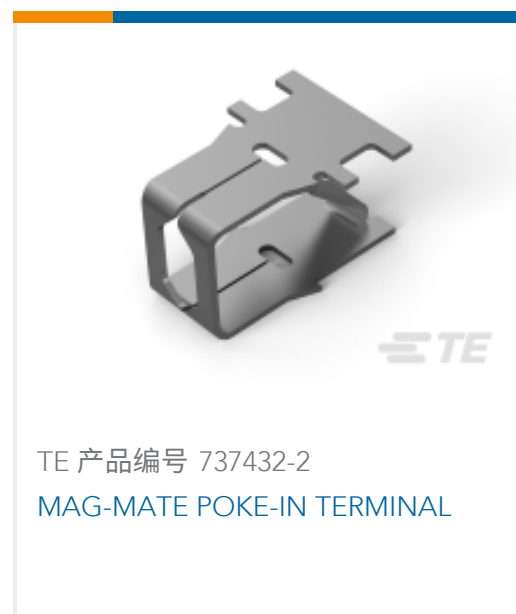 TE
TE 产品编号 737432-2
MAG-MATE POKE-IN TERMINAL